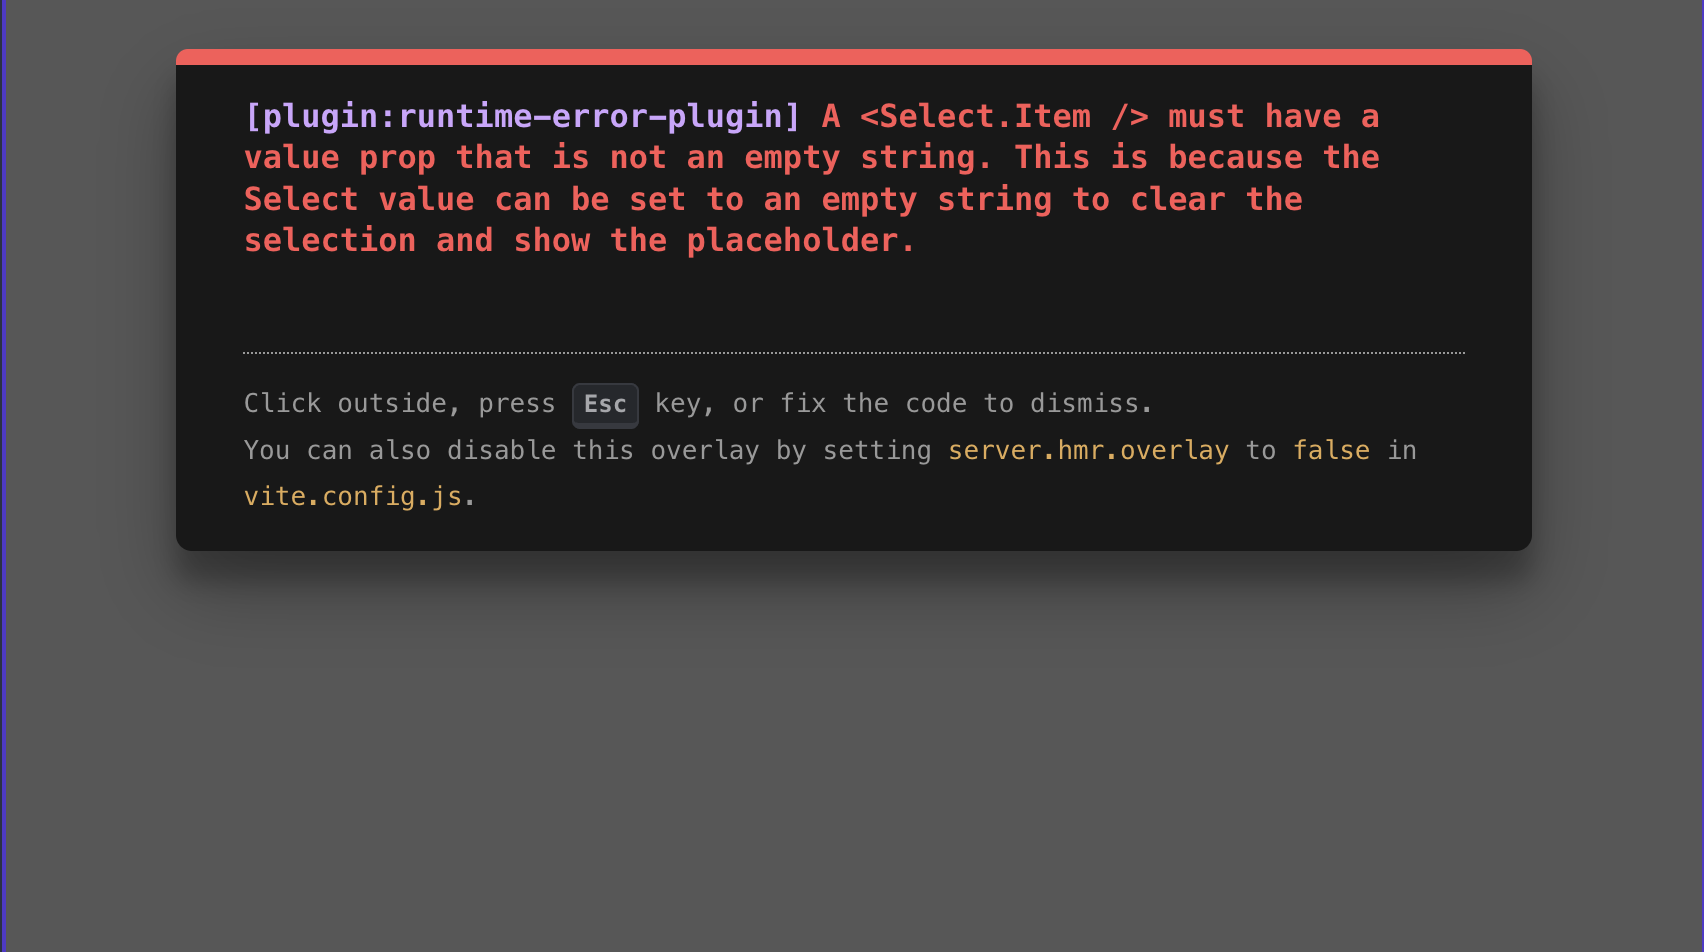 [plugin:runtime-error-plugin] A <Select.Item /> must have a
value prop that is not an empty string. This is because the
Select value can be set to an empty string to clear the
selection and show the placeholder.
Click outside, press Esc key, or fix the code to dismiss.
You can also disable this overlay by setting server.hmr.overlay to false in
vite.config.js.